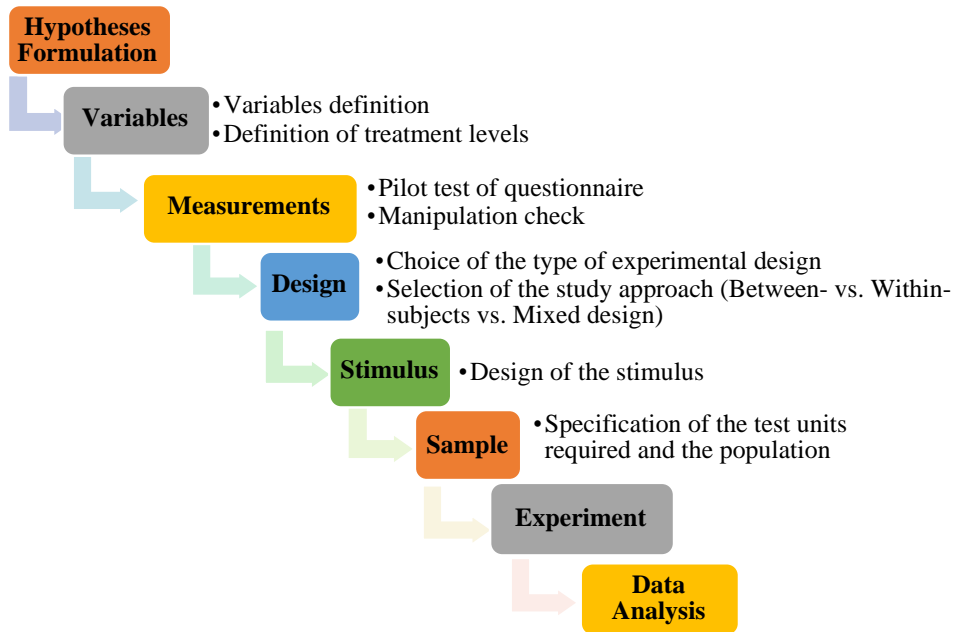 Hypotheses
Formulation
Variables
•Variables definition
•Definition of treatment levels
Measurements
•Pilot test of questionnaire
•Manipulation check
Design
•Choice of the type of experimental design
•Selection of the study approach (Between- vs. Within-
subjects vs. Mixed design)
Stimulus
•Design of the stimulus
Sample
•Specification of the test units
required and the population
Experiment
Data
Analysis